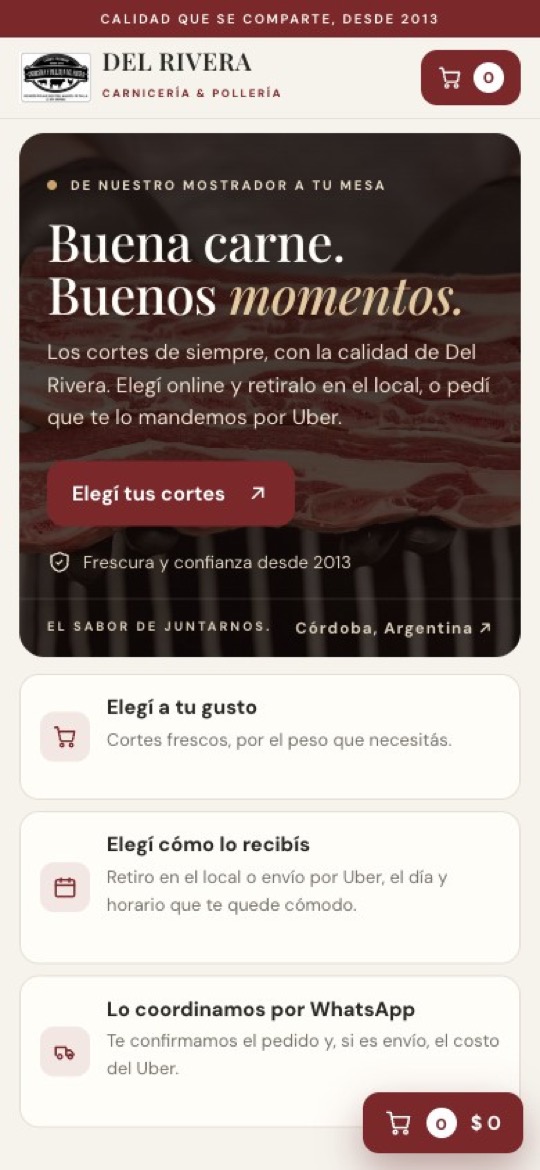 CALIDAD QUE SE COMPARTE, DESDE 2013
DEL RIVERA
CARNICERÍA & POLLERÍA
0
DE NUESTRO MOSTRADOR A TU MESA
Buena carne.
Buenos momentos.
Los cortes de siempre, con la calidad de Del
Rivera. Elegí online y retiralo en el local, o pedí
que te lo mandemos por Uber.
Elegí tus cortes ↗
Frescura y confianza desde 2013
EL SABOR DE JUNTARNOS.
Córdoba, Argentina ↗
Elegí a tu gusto
Cortes frescos, por el peso que necesitás.
Elegí cómo lo recibís
Retiro en el local o envío por Uber, el día y
horario que te quede cómodo.
Lo coordinamos por WhatsApp
Te confirmamos el pedido y, si es envío, el costo
del Uber.
0 $ 0